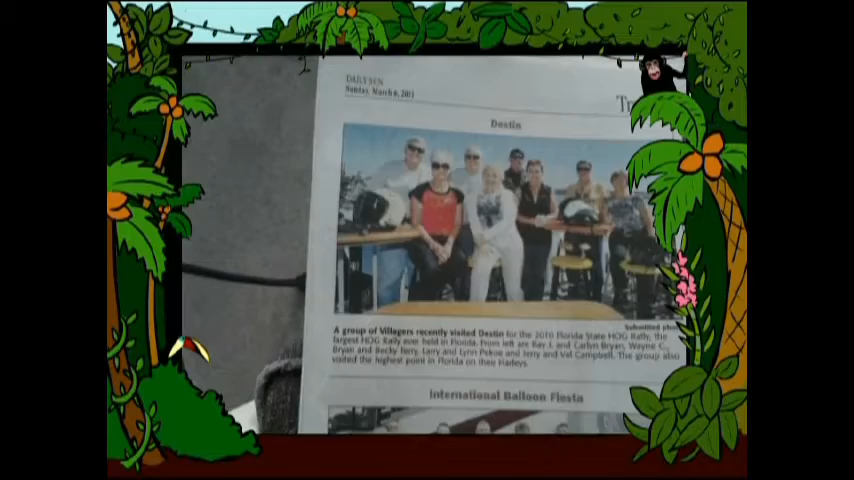 DAILY SUN
Sunday, March 6, 2011
Destin
Submitted
A group of Villagers recently visited Destin for the 2010 Florida State HOG Rally, the
largest HOG Rally ever held in Florida. From left are Ray J. and Carlyn Bryan, Wayne C.,
Bryan and Becky Ferry, Larry and Lynn Pekoe and Jerry and Val Campbell. The group also
visited the highest point in Florida on their Harleys.
International Balloon Fiesta